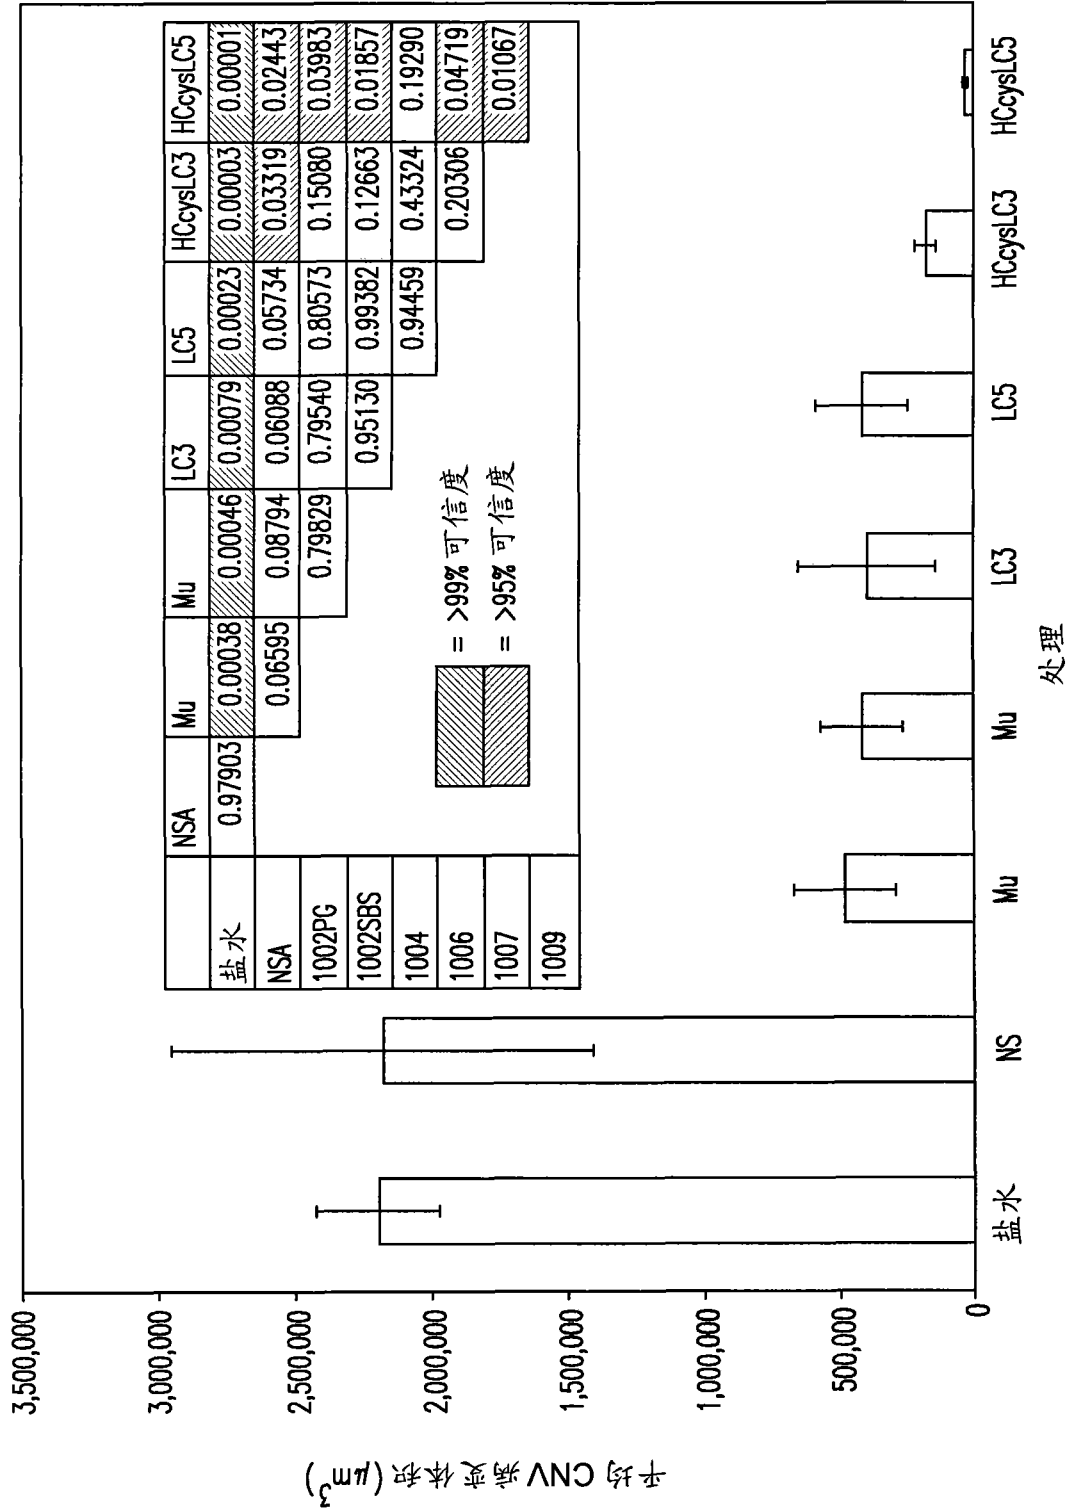 3,500,000
3,000,000
2,500,000
2,000,000
1,500,000
1,000,000
500,000
0
平均 CNV 病变体积 (μm³)
NSA Mu Mu LC3 LC5 HCcysLC3 HCcysLC5
盐水 0.97903 0.00038 0.00046 0.00079 0.00023 0.00003 0.00001
NSA 0.06595 0.08794 0.06088 0.05734 0.03319 0.02443
1002PG 0.79829 0.79540 0.80573 0.15080 0.03983
1002SBS 0.95130 0.99382 0.12663 0.01857
1004 0.94459 0.43324 0.19290
1006 0.20306 0.04719
1007 0.01067
1009
= >99% 可信度
= >95% 可信度
盐水 NS Mu Mu LC3 LC5 HCcysLC3 HCcysLC5
处理